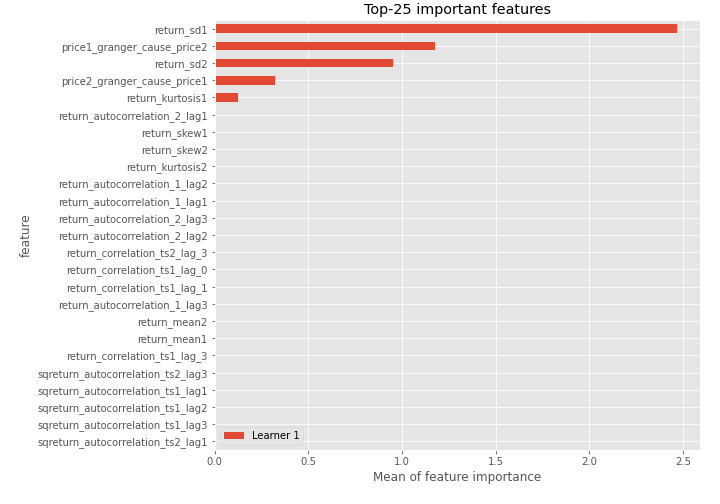 Top-25 important features
return_sd1
price1_granger_cause_price2
return_sd2
price2_granger_cause_price1
return_kurtosis1
return_autocorrelation_2_lag1
return_skew1
return_skew2
return_kurtosis2
return_autocorrelation_1_lag2
return_autocorrelation_1_lag1
return_autocorrelation_2_lag3
return_autocorrelation_2_lag2
return_correlation_ts2_lag_3
return_correlation_ts1_lag_0
return_correlation_ts1_lag_1
return_autocorrelation_1_lag3
return_mean2
return_mean1
return_correlation_ts1_lag_3
sqreturn_autocorrelation_ts2_lag3
sqreturn_autocorrelation_ts1_lag1
sqreturn_autocorrelation_ts1_lag2
sqreturn_autocorrelation_ts1_lag3
sqreturn_autocorrelation_ts2_lag1
feature
Learner 1
0.0 0.5 1.0 1.5 2.0 2.5
Mean of feature importance